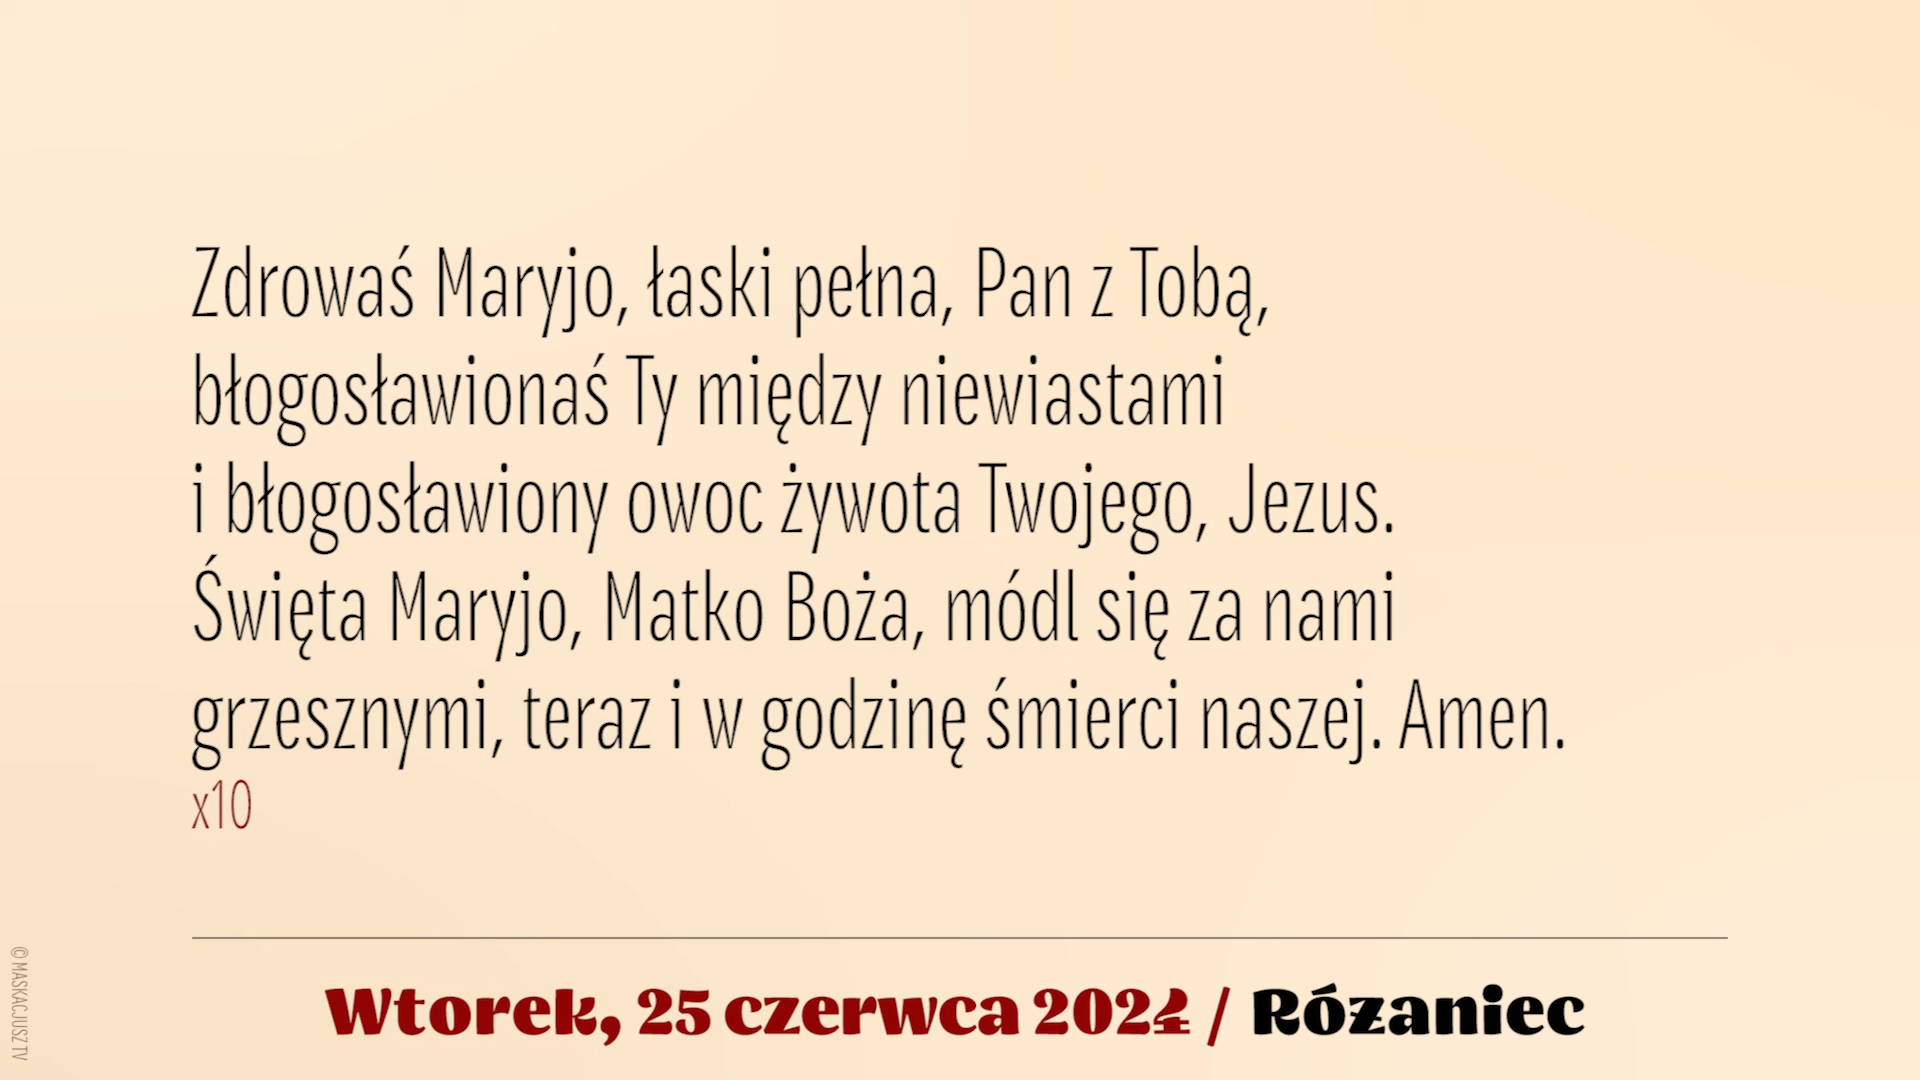 Zdrowaś Maryjo, łaski pełna, Pan z Tobą,
błogosławionaś Ty między niewiastami
i błogosławiony owoc żywota Twojego, Jezus.
Święta Maryjo, Matko Boża, módl się za nami
grzesznymi, teraz i w godzinę śmierci naszej. Amen.
x10
Wtorek, 25 czerwca 2024 / Różaniec
© MASKACJUSZ TV